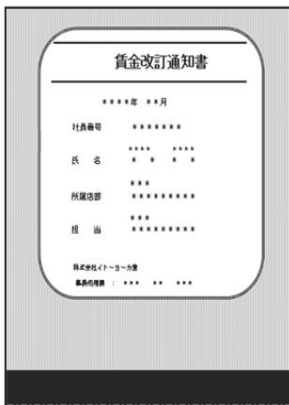 賃金改訂通知書
****年 **月
社員番号 *******
**** ****
氏 名 * * * *
***
所属店部 *********
***
担 当 *********
株式会社イトーヨーカ堂
: *** ** ***